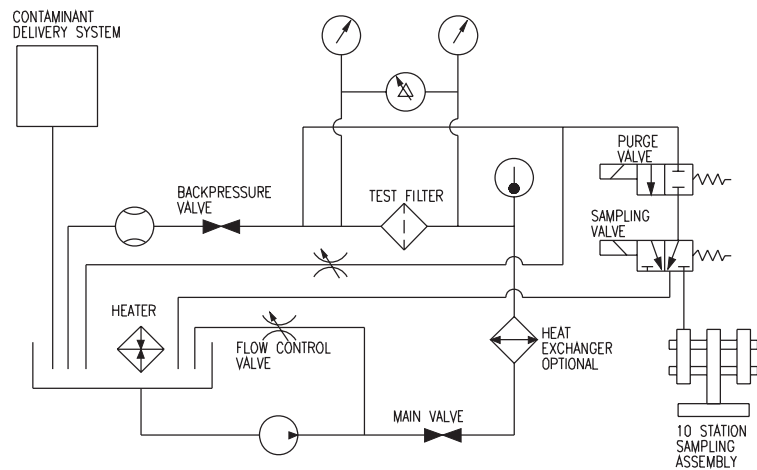 CONTAMINANT
DELIVERY SYSTEM
PURGE
VALVE
BACKPRESSURE
VALVE
TEST FILTER
SAMPLING
VALVE
HEATER
FLOW CONTROL
VALVE
HEAT
EXCHANGER
OPTIONAL
MAIN VALVE
10 STATION
SAMPLING
ASSEMBLY